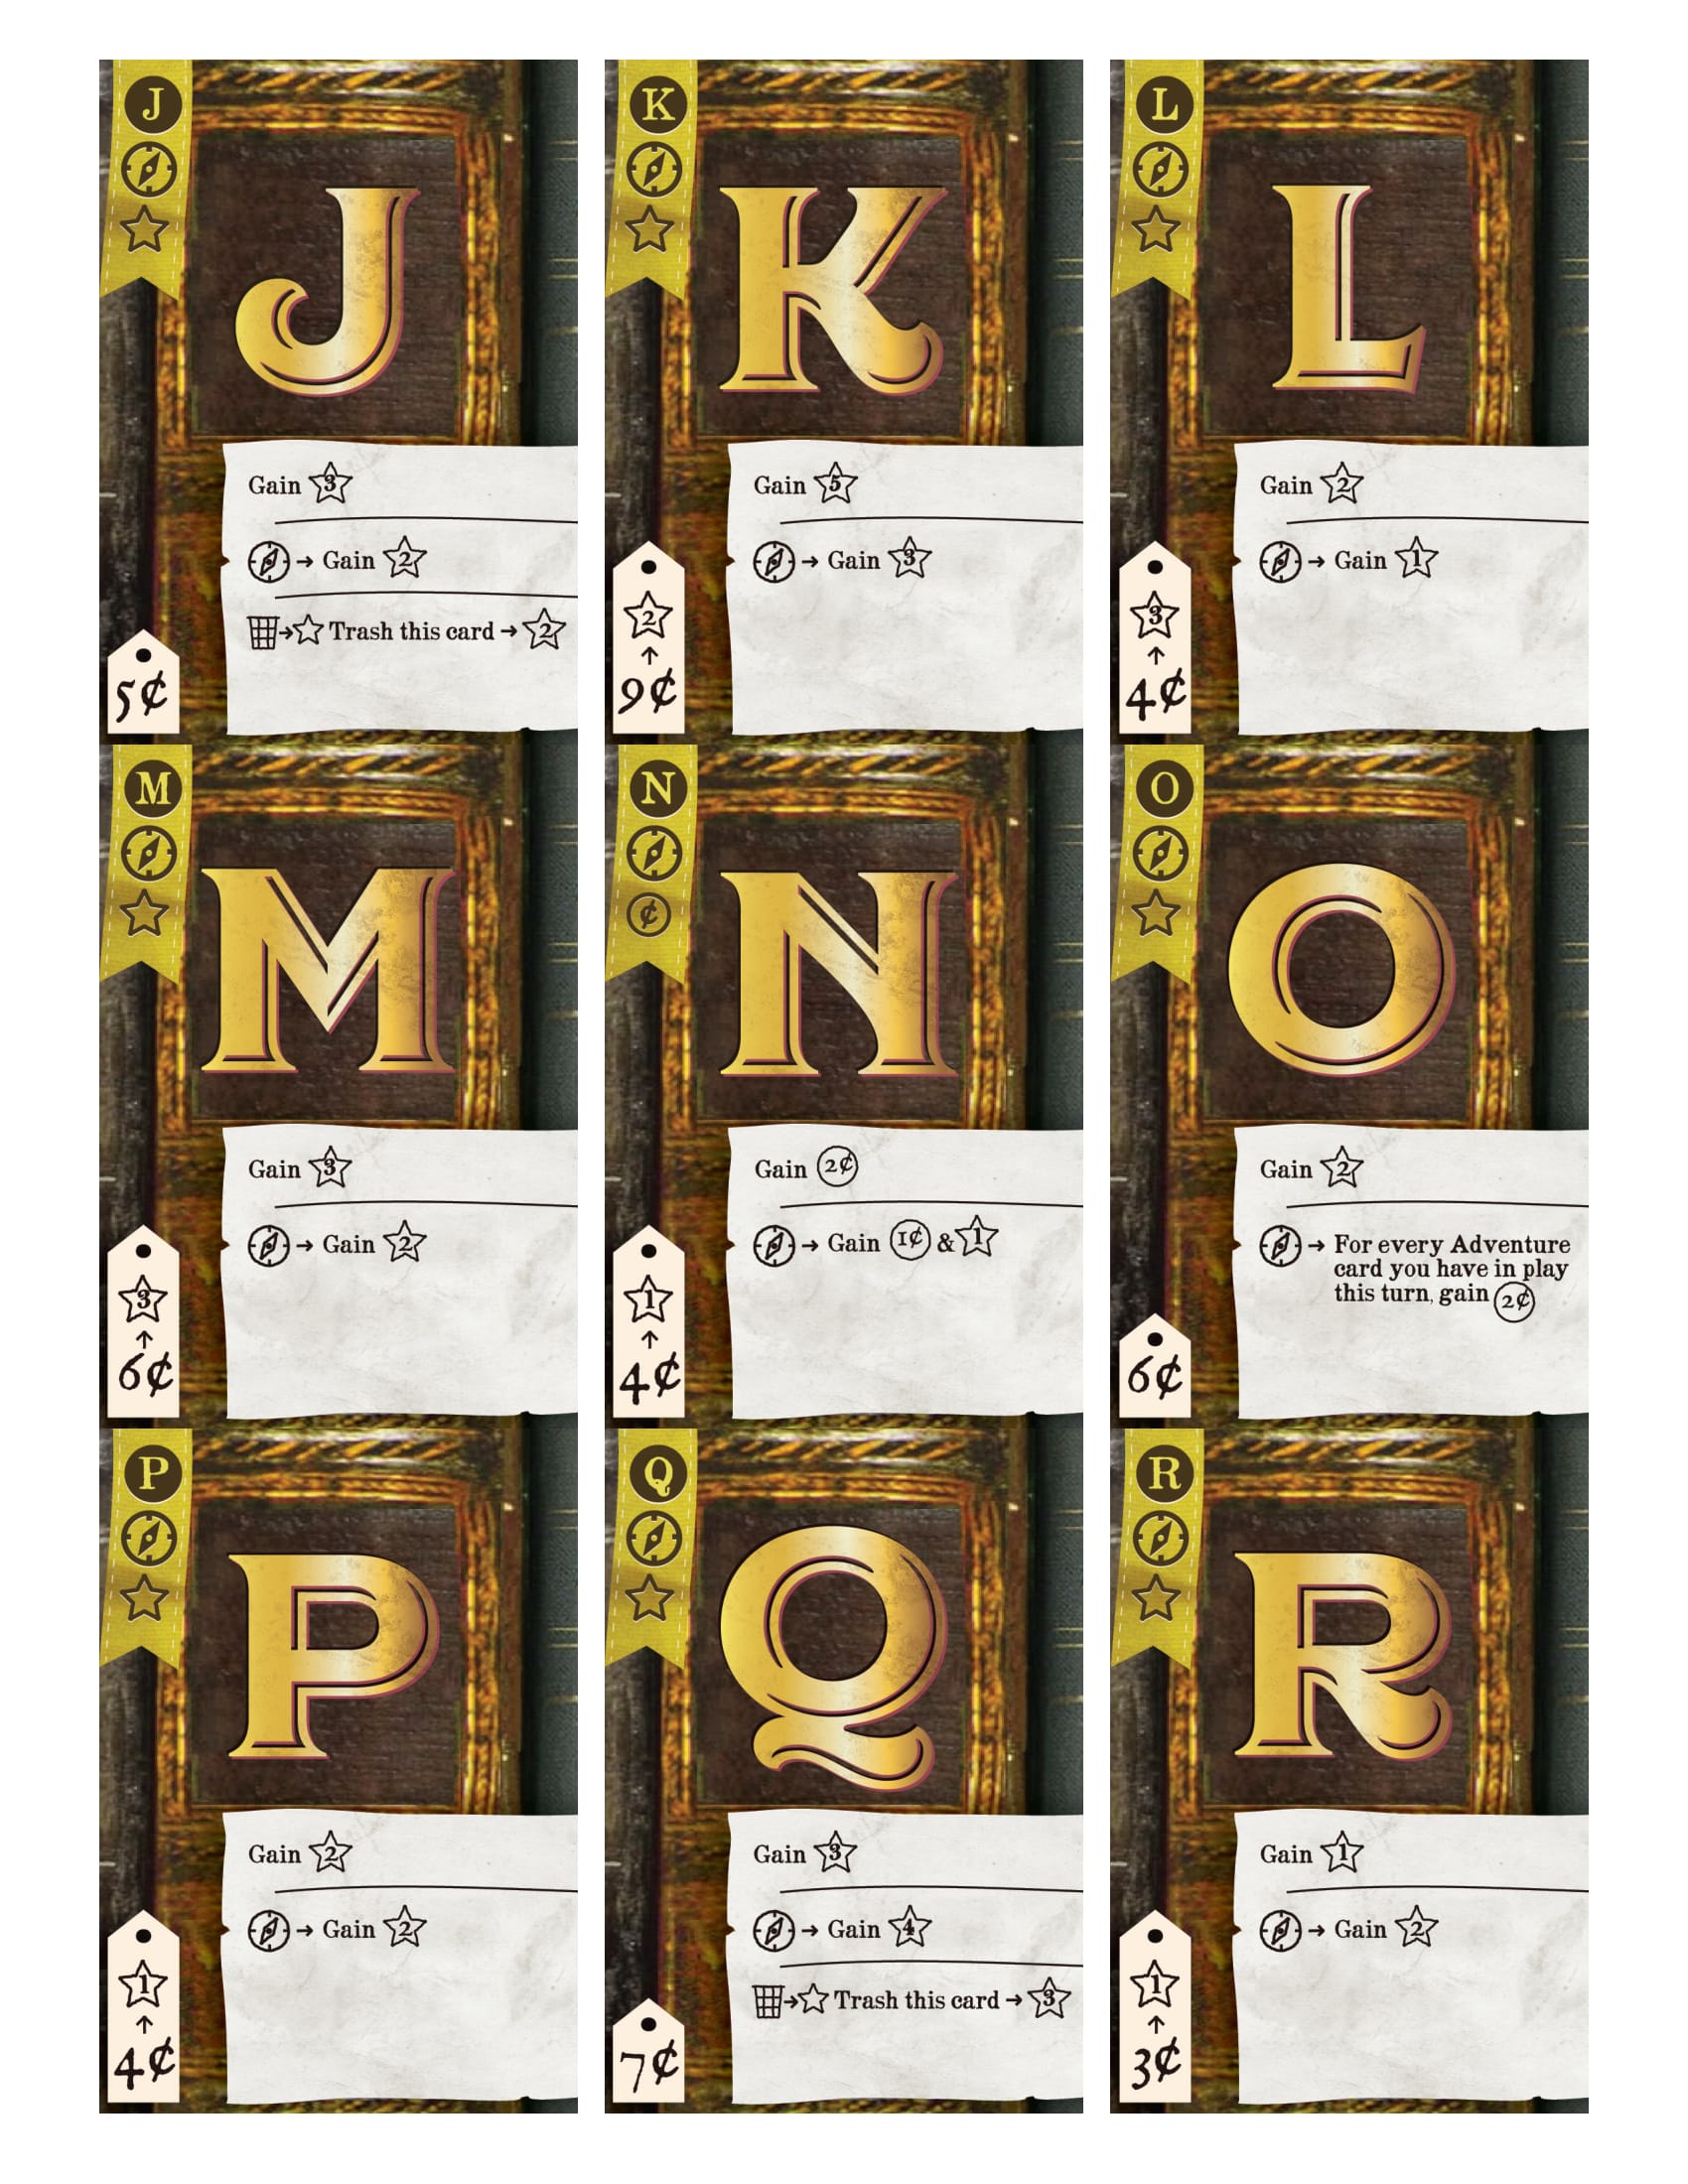 J
J
Gain 3
→ Gain 2
→ Trash this card → 2
5¢
K
K
Gain 5
→ Gain 3
2
↑
9¢
L
L
Gain 2
→ Gain 1
3
↑
4¢
M
M
Gain 3
→ Gain 2
3
↑
6¢
N
¢
N
Gain 2¢
→ Gain 1¢ & 1
1
↑
4¢
O
O
Gain 2
→ For every Adventure
card you have in play
this turn, gain 2¢
6¢
P
P
Gain 2
→ Gain 2
1
↑
4¢
Q
Q
Gain 3
→ Gain 4
→ Trash this card → 3
7¢
R
R
Gain 1
→ Gain 2
1
↑
3¢